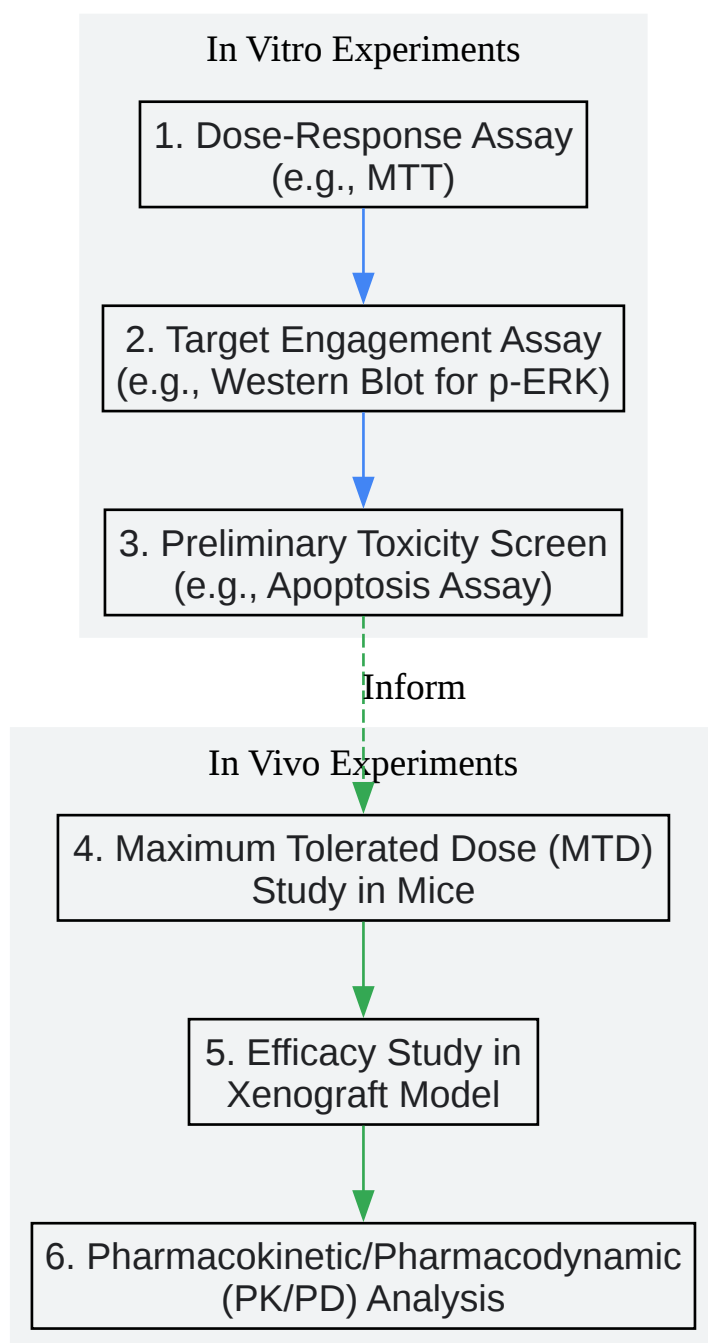 In Vitro Experiments
1. Dose-Response Assay
(e.g., MTT)
2. Target Engagement Assay
(e.g., Western Blot for p-ERK)
3. Preliminary Toxicity Screen
(e.g., Apoptosis Assay)
Inform
In Vivo Experiments
4. Maximum Tolerated Dose (MTD)
Study in Mice
5. Efficacy Study in
Xenograft Model
6. Pharmacokinetic/Pharmacodynamic
(PK/PD) Analysis